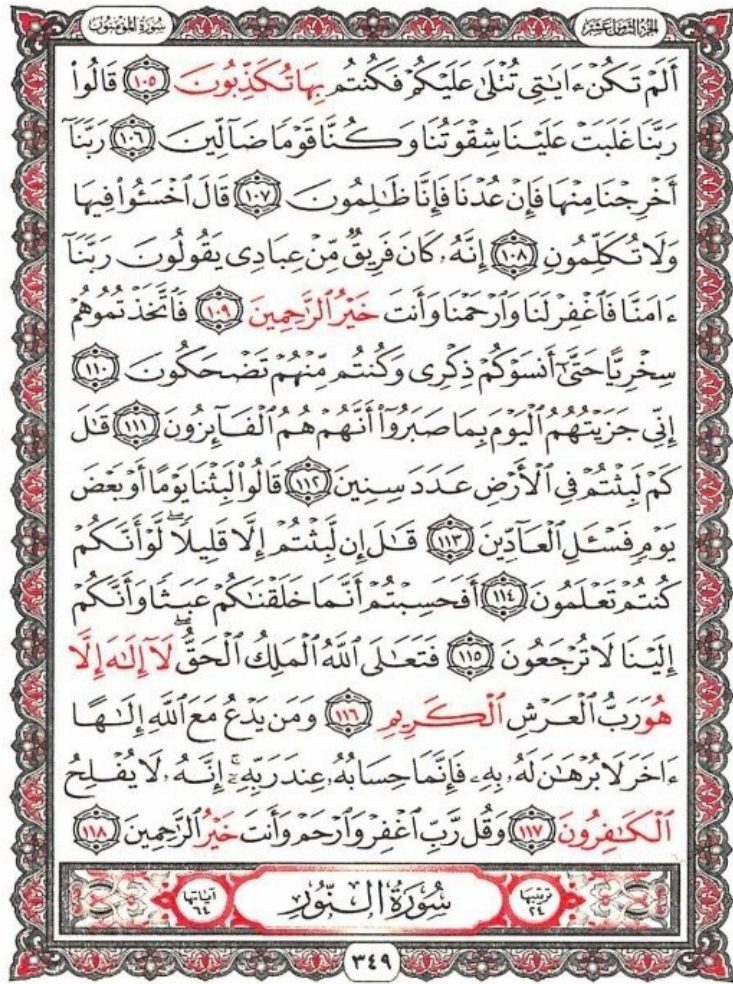 الجزء الثامن عشر
سورة المؤمنون
أَلَمْ تَكُنْ ءَايَٰتِى تُتْلَىٰ عَلَيْكُمْ فَكُنتُم بِهَا تُكَذِّبُونَ ١٠٥ قَالُوا۟
رَبَّنَا غَلَبَتْ عَلَيْنَا شِقْوَتُنَا وَكُنَّا قَوْمًا ضَآلِّينَ ١٠٦ رَبَّنَآ
أَخْرِجْنَا مِنْهَا فَإِنْ عُدْنَا فَإِنَّا ظَٰلِمُونَ ١٠٧ قَالَ ٱخْسَـُٔوا۟ فِيهَا
وَلَا تُكَلِّمُونِ ١٠٨ إِنَّهُۥ كَانَ فَرِيقٌ مِّنْ عِبَادِى يَقُولُونَ رَبَّنَآ
ءَامَنَّا فَٱغْفِرْ لَنَا وَٱرْحَمْنَا وَأَنتَ خَيْرُ ٱلرَّٰحِمِينَ ١٠٩ فَٱتَّخَذْتُمُوهُمْ
سِخْرِيًّا حَتَّىٰٓ أَنسَوْكُمْ ذِكْرِى وَكُنتُم مِّنْهُمْ تَضْحَكُونَ ١١٠
إِنِّى جَزَيْتُهُمُ ٱلْيَوْمَ بِمَا صَبَرُوٓا۟ أَنَّهُمْ هُمُ ٱلْفَآئِزُونَ ١١١ قَٰلَ
كَمْ لَبِثْتُمْ فِى ٱلْأَرْضِ عَدَدَ سِنِينَ ١١٢ قَالُوا۟ لَبِثْنَا يَوْمًا أَوْ بَعْضَ
يَوْمٍ فَسْـَٔلِ ٱلْعَآدِّينَ ١١٣ قَٰلَ إِن لَّبِثْتُمْ إِلَّا قَلِيلًا ۖ لَّوْ أَنَّكُمْ
كُنتُمْ تَعْلَمُونَ ١١٤ أَفَحَسِبْتُمْ أَنَّمَا خَلَقْنَٰكُمْ عَبَثًا وَأَنَّكُمْ
إِلَيْنَا لَا تُرْجَعُونَ ١١٥ فَتَعَٰلَى ٱللَّهُ ٱلْمَلِكُ ٱلْحَقُّ ۖ لَآ إِلَٰهَ إِلَّا
هُوَ رَبُّ ٱلْعَرْشِ ٱلْكَرِيمِ ١١٦ وَمَن يَدْعُ مَعَ ٱللَّهِ إِلَٰهًا
ءَاخَرَ لَا بُرْهَٰنَ لَهُۥ بِهِۦ فَإِنَّمَا حِسَابُهُۥ عِندَ رَبِّهِۦٓ ۚ إِنَّهُۥ لَا يُفْلِحُ
ٱلْكَٰفِرُونَ ١١٧ وَقُل رَّبِّ ٱغْفِرْ وَٱرْحَمْ وَأَنتَ خَيْرُ ٱلرَّٰحِمِينَ ١١٨
ترتيبها ٢٤ سُورَةُ النُّورِ آياتها ٦٤
٣٤٩